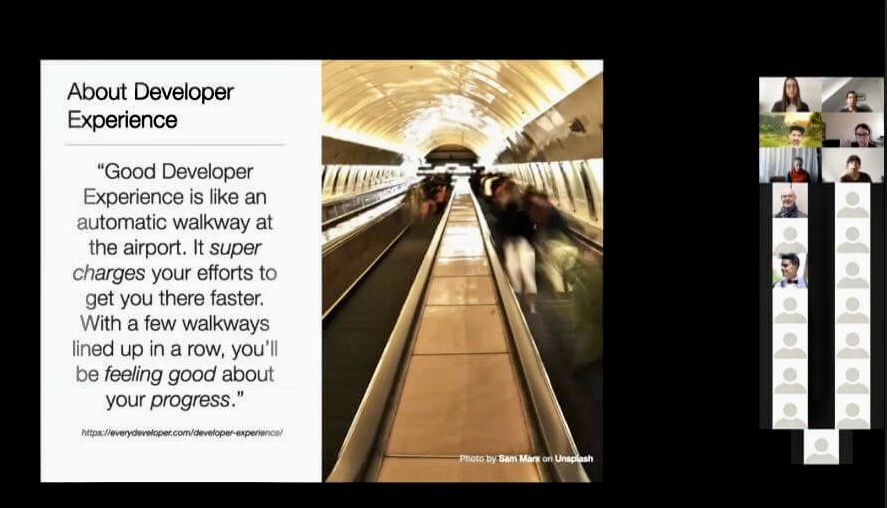 About Developer
Experience
“Good Developer
Experience is like an
automatic walkway at
the airport. It super
charges your efforts to
get you there faster.
With a few walkways
lined up in a row, you’ll
be feeling good about
your progress.”
https://everydeveloper.com/developer-experience/
Photo by Sam Marx on Unsplash